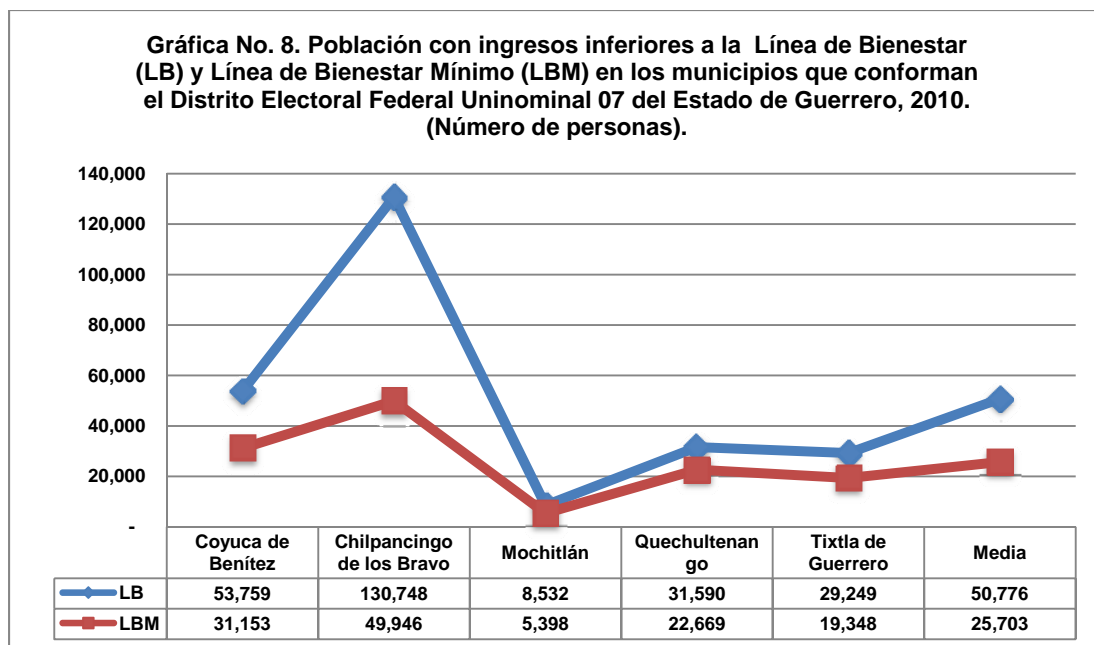 Gráfica No. 8. Población con ingresos inferiores a la Línea de Bienestar
(LB) y Línea de Bienestar Mínimo (LBM) en los municipios que conforman
el Distrito Electoral Federal Uninominal 07 del Estado de Guerrero, 2010.
(Número de personas).
140,000
120,000
100,000
80,000
60,000
40,000
20,000
-
Coyuca de
Benítez
Chilpancingo
de los Bravo
Mochitlán
Quechultenan
go
Tixtla de
Guerrero
Media
LB 53,759 130,748 8,532 31,590 29,249 50,776
LBM 31,153 49,946 5,398 22,669 19,348 25,703